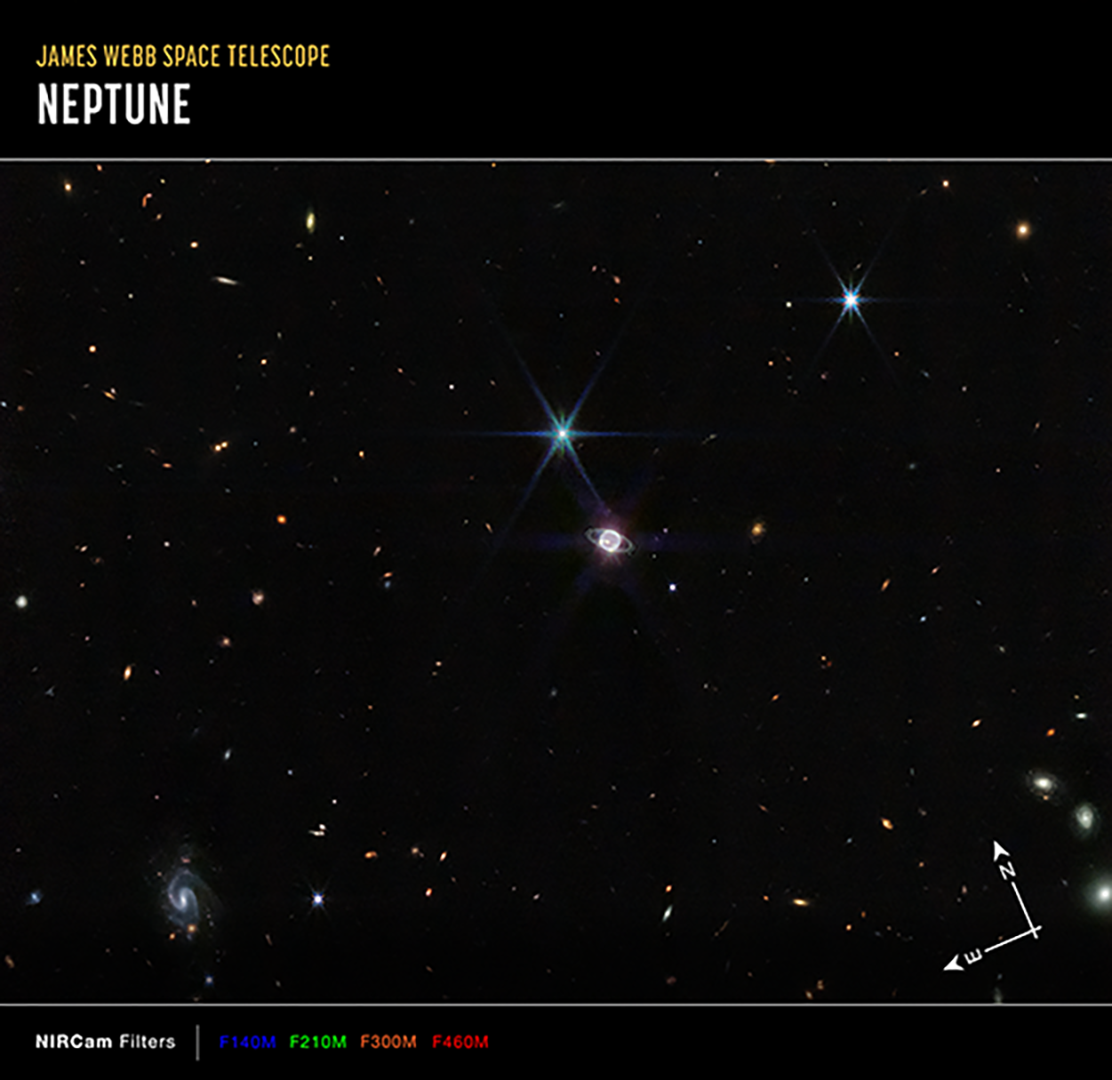 JAMES WEBB SPACE TELESCOPE
NEPTUNE
N
E
NIRCam Filters | F140M F210M F300M F460M